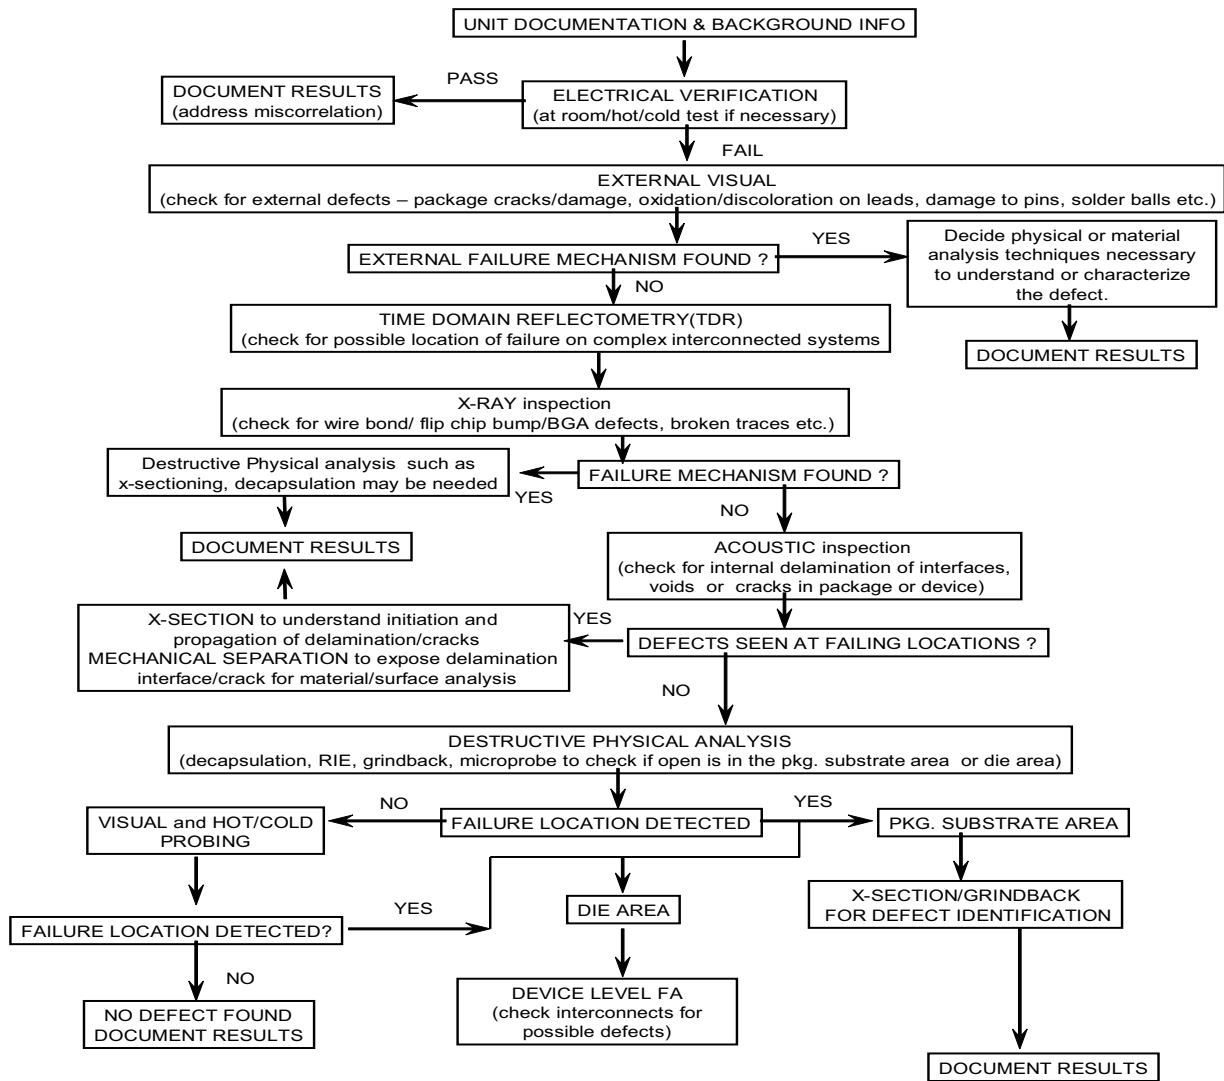 UNIT DOCUMENTATION & BACKGROUND INFO
PASS
DOCUMENT RESULTS
(address miscorrelation)
ELECTRICAL VERIFICATION
(at room/hot/cold test if necessary)
FAIL
EXTERNAL VISUAL
(check for external defects – package cracks/damage, oxidation/discoloration on leads, damage to pins, solder balls etc.)
EXTERNAL FAILURE MECHANISM FOUND ?
YES
Decide physical or material
analysis techniques necessary
to understand or characterize
the defect.
DOCUMENT RESULTS
NO
TIME DOMAIN REFLECTOMETRY(TDR)
(check for possible location of failure on complex interconnected systems
X-RAY inspection
(check for wire bond/ flip chip bump/BGA defects, broken traces etc.)
FAILURE MECHANISM FOUND ?
YES
Destructive Physical analysis such as
x-sectioning, decapsulation may be needed
DOCUMENT RESULTS
NO
ACOUSTIC inspection
(check for internal delamination of interfaces,
voids or cracks in package or device)
DEFECTS SEEN AT FAILING LOCATIONS ?
YES
X-SECTION to understand initiation and
propagation of delamination/cracks
MECHANICAL SEPARATION to expose delamination
interface/crack for material/surface analysis
NO
DESTRUCTIVE PHYSICAL ANALYSIS
(decapsulation, RIE, grindback, microprobe to check if open is in the pkg. substrate area or die area)
FAILURE LOCATION DETECTED
NO
VISUAL and HOT/COLD
PROBING
YES
PKG. SUBSTRATE AREA
X-SECTION/GRINDBACK
FOR DEFECT IDENTIFICATION
DOCUMENT RESULTS
FAILURE LOCATION DETECTED?
YES
DIE AREA
DEVICE LEVEL FA
(check interconnects for
possible defects)
NO
NO DEFECT FOUND
DOCUMENT RESULTS